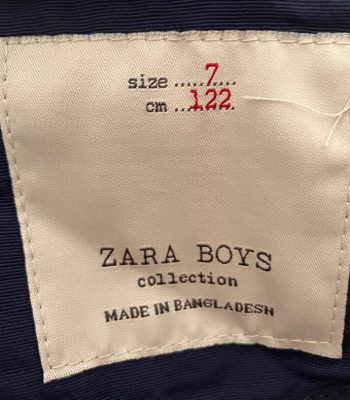 size .....7....
cm ..122
ZARA BOYS
collection
MADE IN BANGLADESH